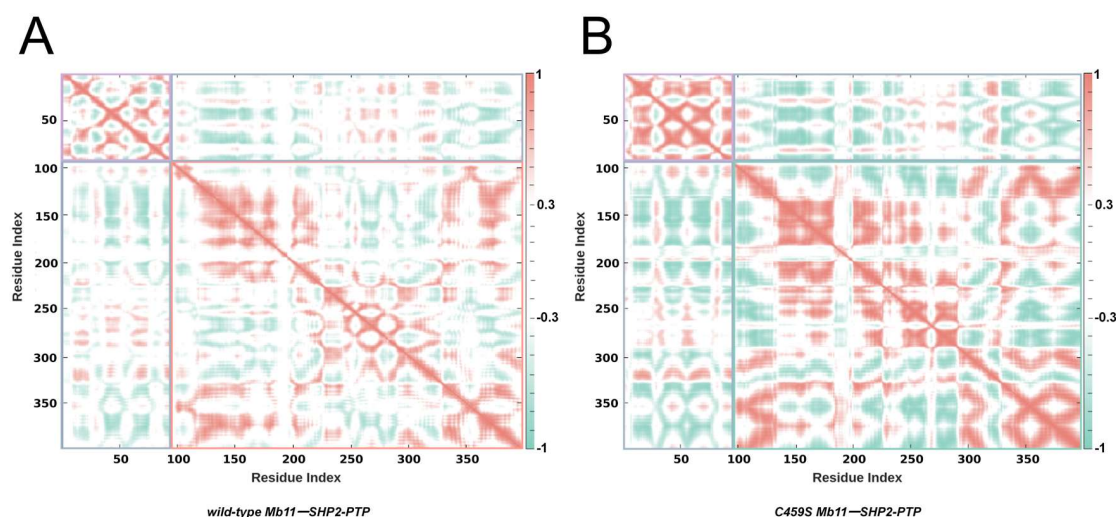 A
B
1
50
100
150
200
250
300
350
0.3
-0.3
-1
Residue Index
50 100 150 200 250 300 350
Residue Index
wild-type Mb11—SHP2-PTP
1
50
100
150
200
250
300
350
0.3
-0.3
-1
Residue Index
50 100 150 200 250 300 350
Residue Index
C459S Mb11—SHP2-PTP